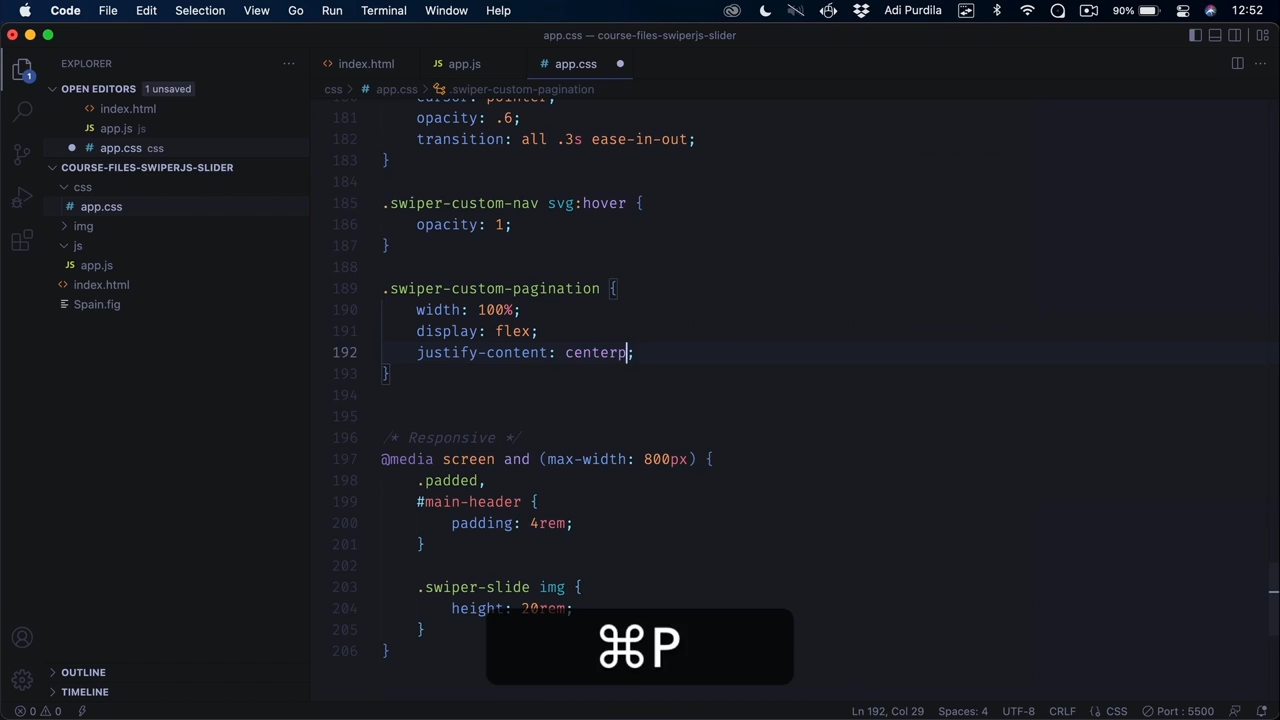 Code File Edit Selection View Go Run Terminal Window Help Adi Purdila 90% 12:52
app.css — course-files-swiperjs-slider
EXPLORER
OPEN EDITORS 1 unsaved
index.html
app.js js
app.css css
COURSE-FILES-SWIPERJS-SLIDER
css
# app.css
img
js
JS app.js
index.html
Spain.fig
OUTLINE
TIMELINE
<> index.html JS app.js # app.css
css > # app.css > .swiper-custom-pagination
180 cursor: pointer;
181 opacity: .6;
182 transition: all .3s ease-in-out;
183 }
184
185 .swiper-custom-nav svg:hover {
186 opacity: 1;
187 }
188
189 .swiper-custom-pagination {
190 width: 100%;
191 display: flex;
192 justify-content: centerp;
193 }
194
195
196 /* Responsive */
197 @media screen and (max-width: 800px) {
198 .padded,
199 #main-header {
200 padding: 4rem;
201 }
202
203 .swiper-slide img {
204 height: 20rem;
205 }
206 }
⌘P
0 0 Ln 192, Col 29 Spaces: 4 UTF-8 CRLF {} CSS Port : 5500